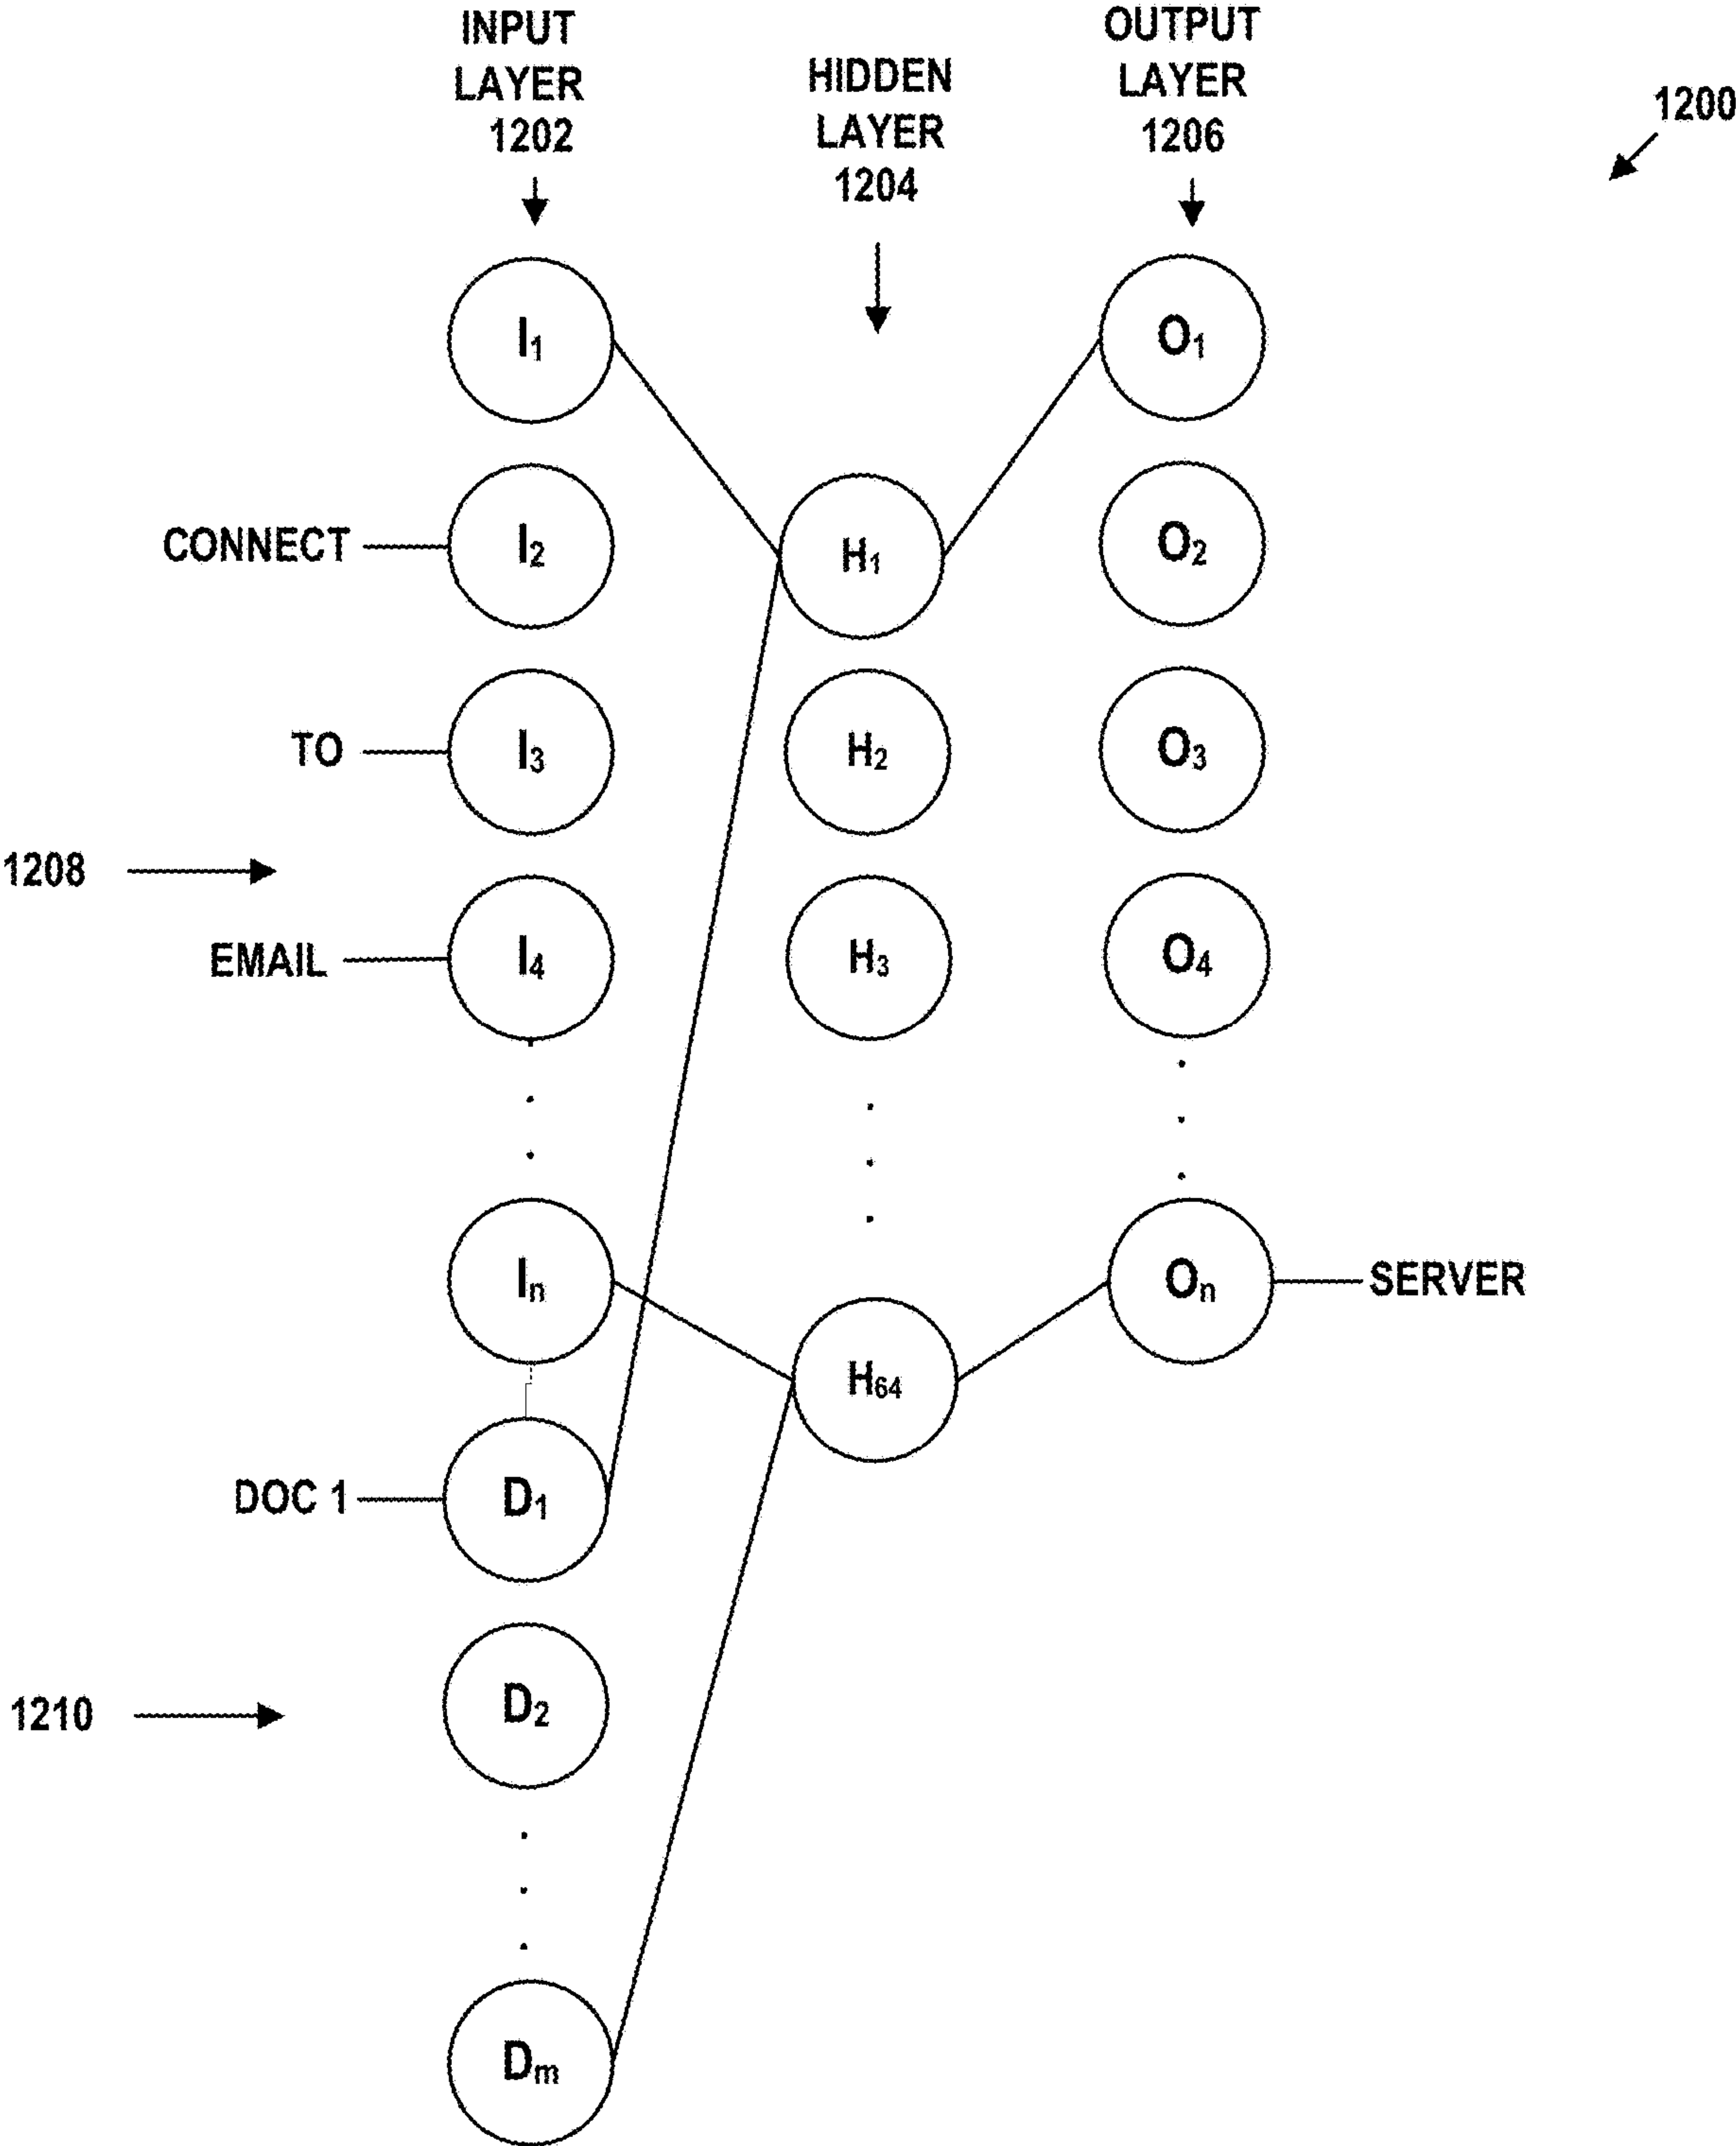 INPUT
LAYER
1202
HIDDEN
LAYER
1204
OUTPUT
LAYER
1206
1200
I1
O1
CONNECT
I2
H1
O2
TO
I3
H2
O3
1208
EMAIL
I4
H3
O4
In
On
SERVER
H64
DOC 1
D1
1210
D2
Dm